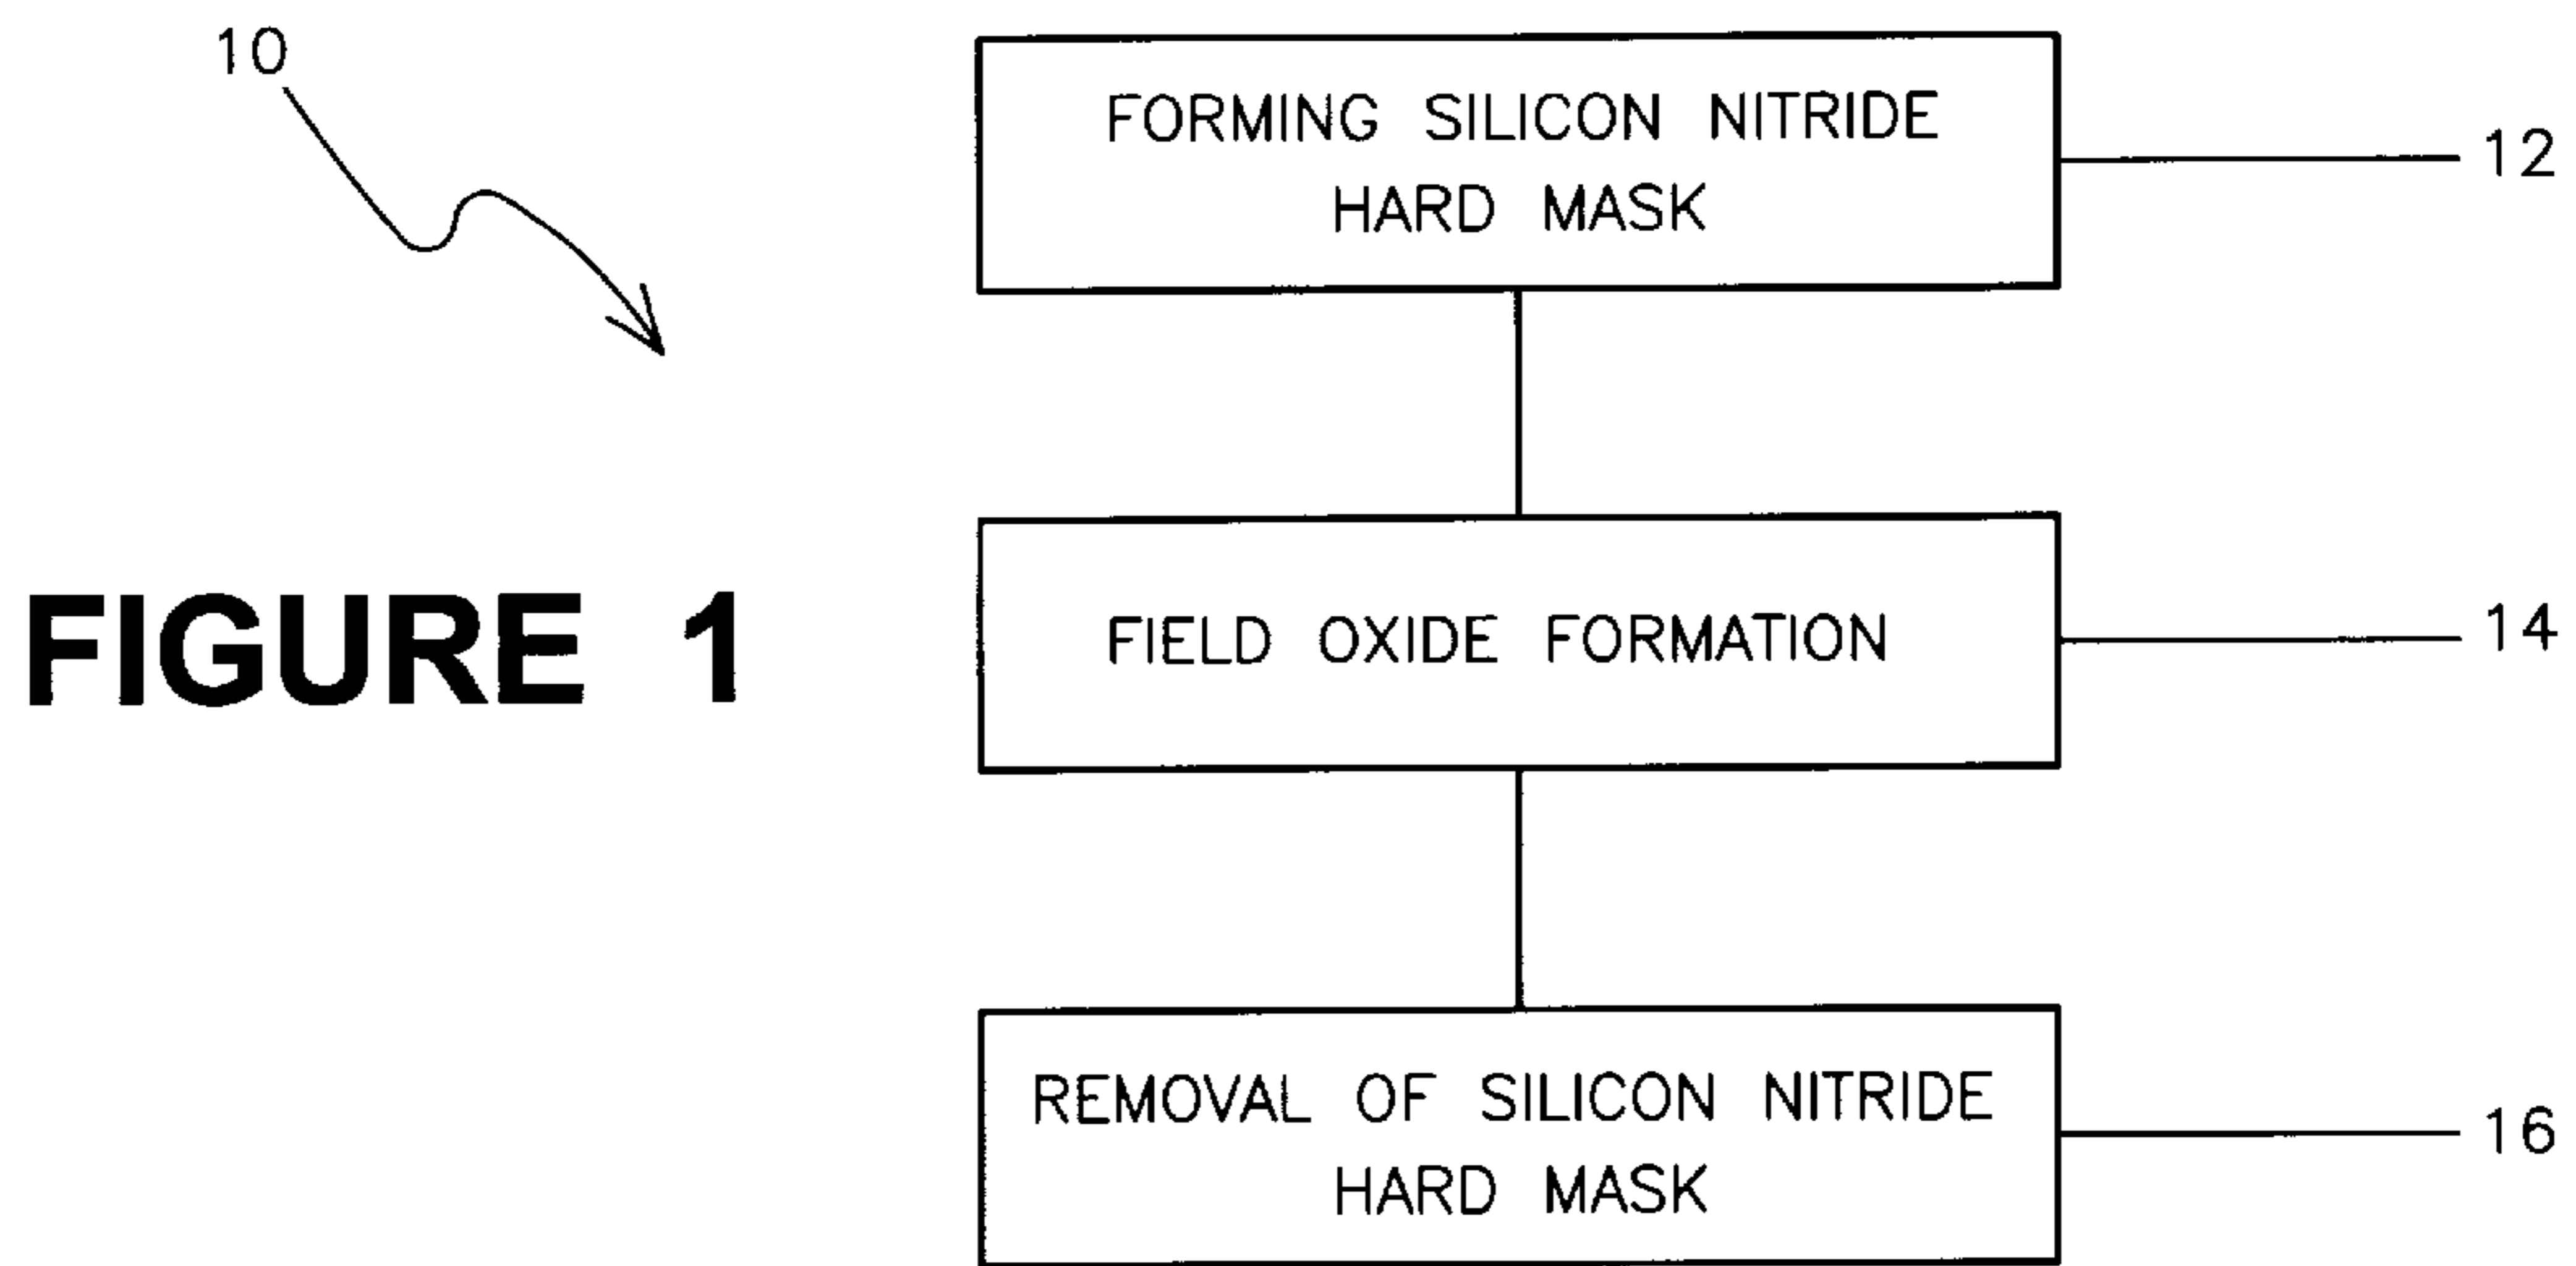 10
FORMING SILICON NITRIDE
HARD MASK
12
FIGURE 1
FIELD OXIDE FORMATION
14
REMOVAL OF SILICON NITRIDE
HARD MASK
16